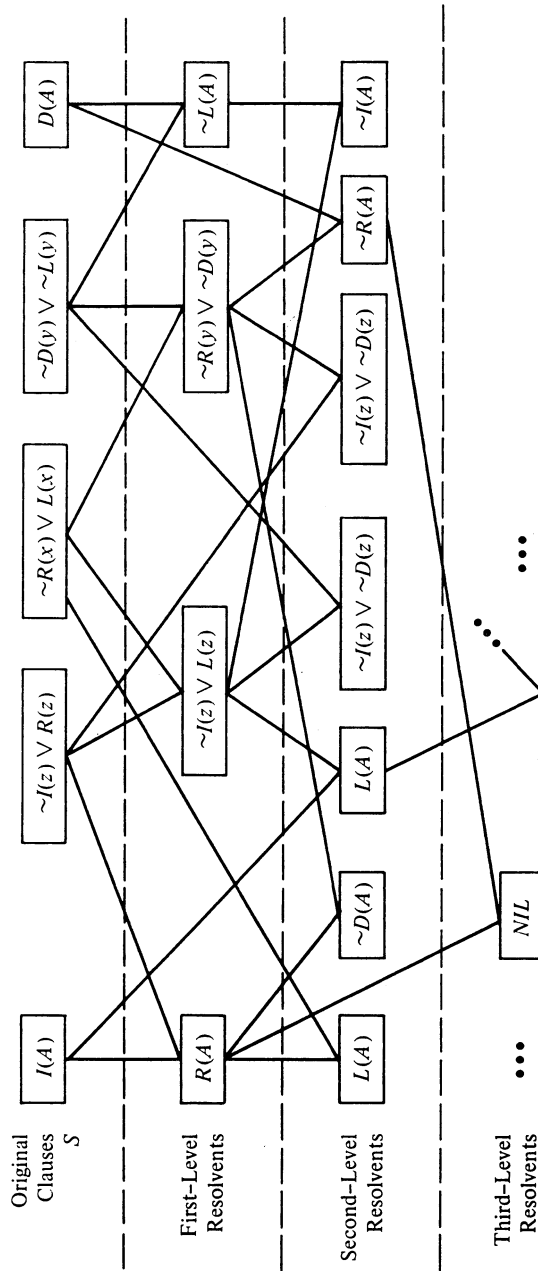 Original
Clauses
S
I(A)
~I(z) ∨ R(z)
~R(x) ∨ L(x)
~D(y) ∨ ~L(y)
D(A)
First-Level
Resolvents
R(A)
~I(z) ∨ L(z)
~R(y) ∨ ~D(y)
~L(A)
Second-Level
Resolvents
L(A)
~D(A)
L(A)
~I(z) ∨ ~D(z)
~I(z) ∨ ~D(z)
~R(A)
~I(A)
Third-Level
Resolvents
•••
NIL
•••
•••